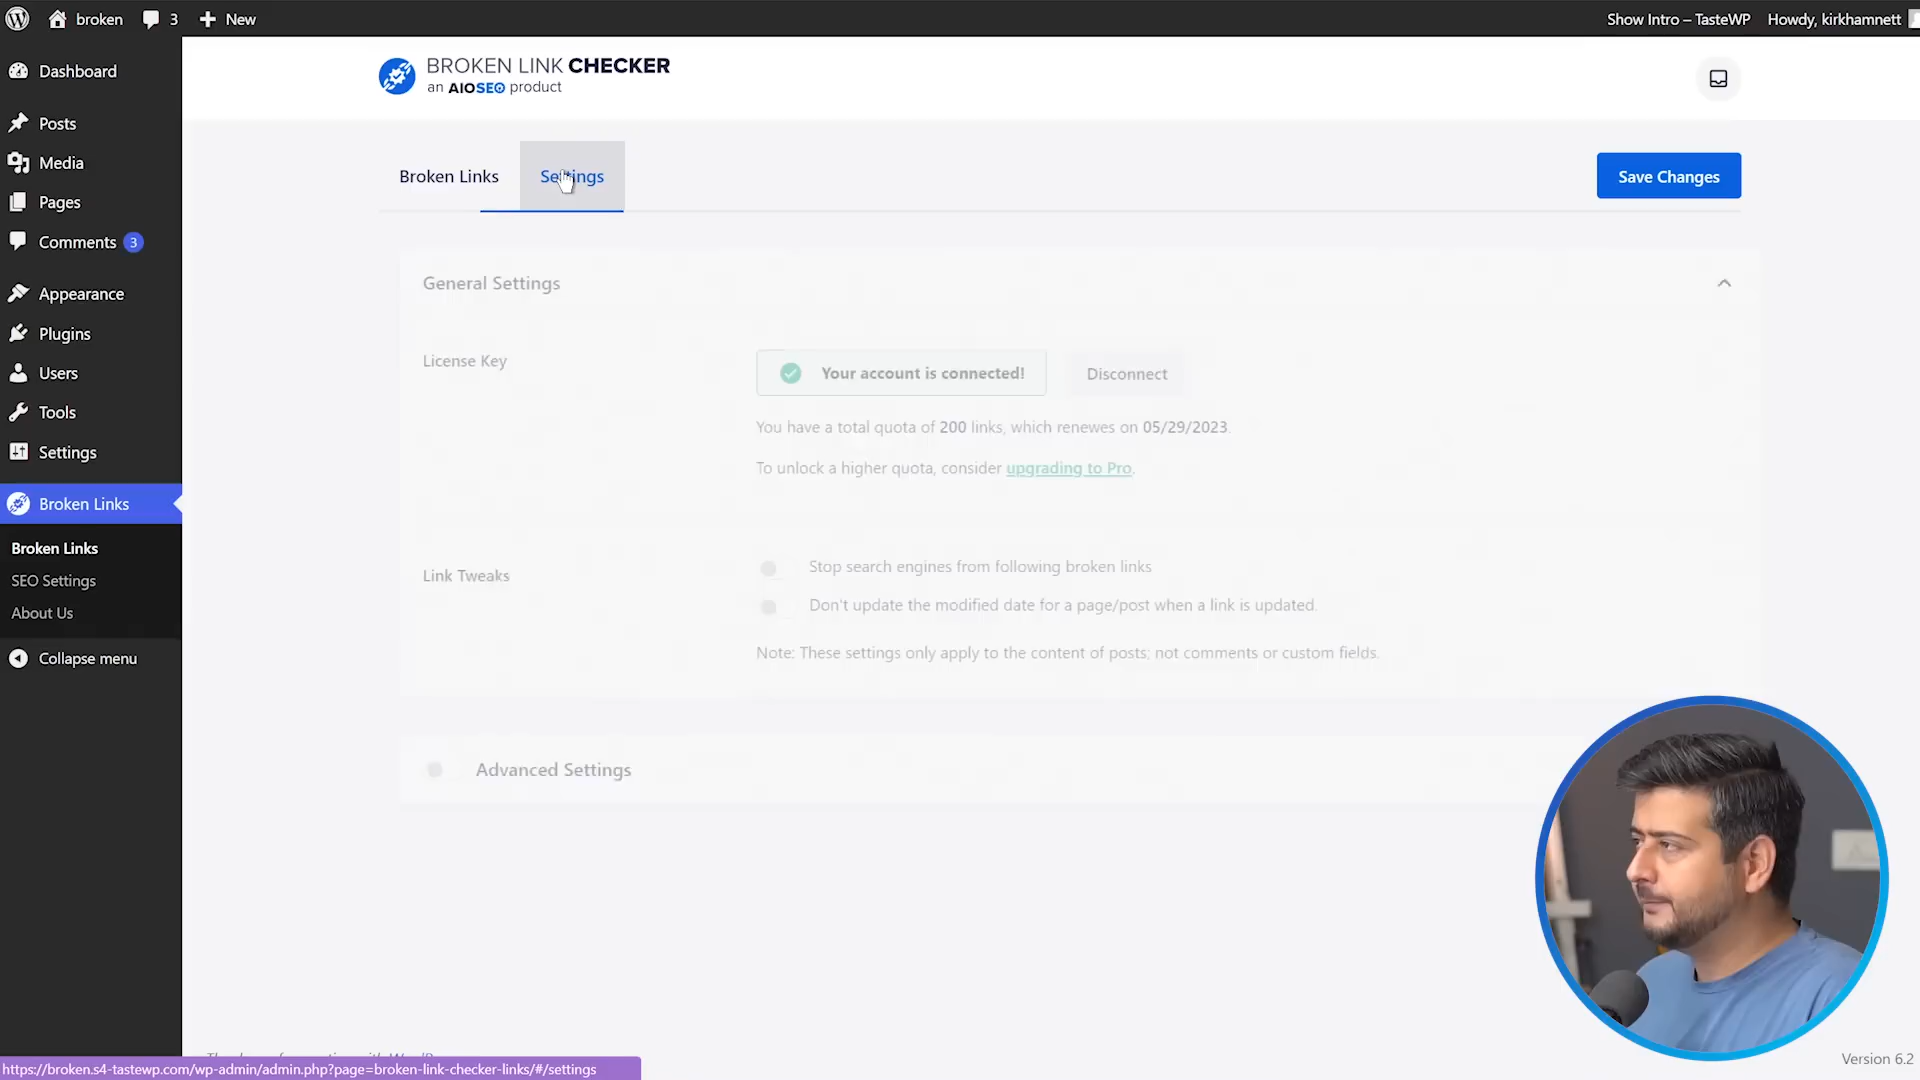 broken
3
New
Show Intro – TasteWP
Howdy, kirkhamnett
Dashboard
Posts
Media
Pages
Comments 3
Appearance
Plugins
Users
Tools
Settings
Broken Links
Broken Links
SEO Settings
About Us
Collapse menu
BROKEN LINK CHECKER
an AIOSEO product
Broken Links
Settings
Save Changes
General Settings
License Key
Your account is connected!
Disconnect
You have a total quota of 200 links, which renewes on 05/29/2023.
To unlock a higher quota, consider upgrading to Pro.
Link Tweaks
Stop search engines from following broken links
Don't update the modified date for a page/post when a link is updated.
Note: These settings only apply to the content of posts; not comments or custom fields.
Advanced Settings
https://broken.s4-tastewp.com/wp-admin/admin.php?page=broken-link-checker-links/#/settings
Version 6.2